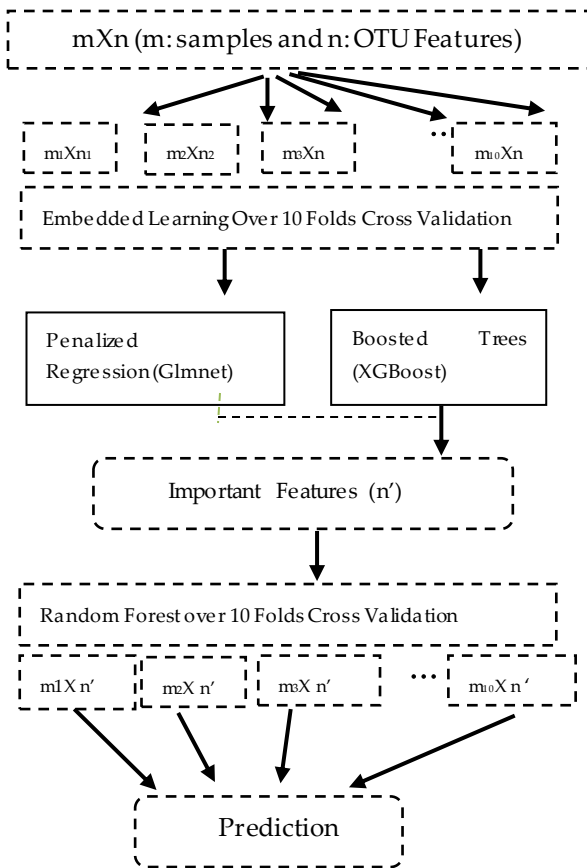 mXn (m: samples and n: OTU Features)
m1Xn1 m2Xn2 m3Xn ·· m10Xn
Embedded Learning Over 10 Folds Cross Validation
Penalized
Regression(Glmnet)
Boosted Trees
(XGBoost)
Important Features (n’)
Random Forest over 10 Folds Cross Validation
m1X n’ m2X n’ m3X n’ ··· m10X n‘
Prediction